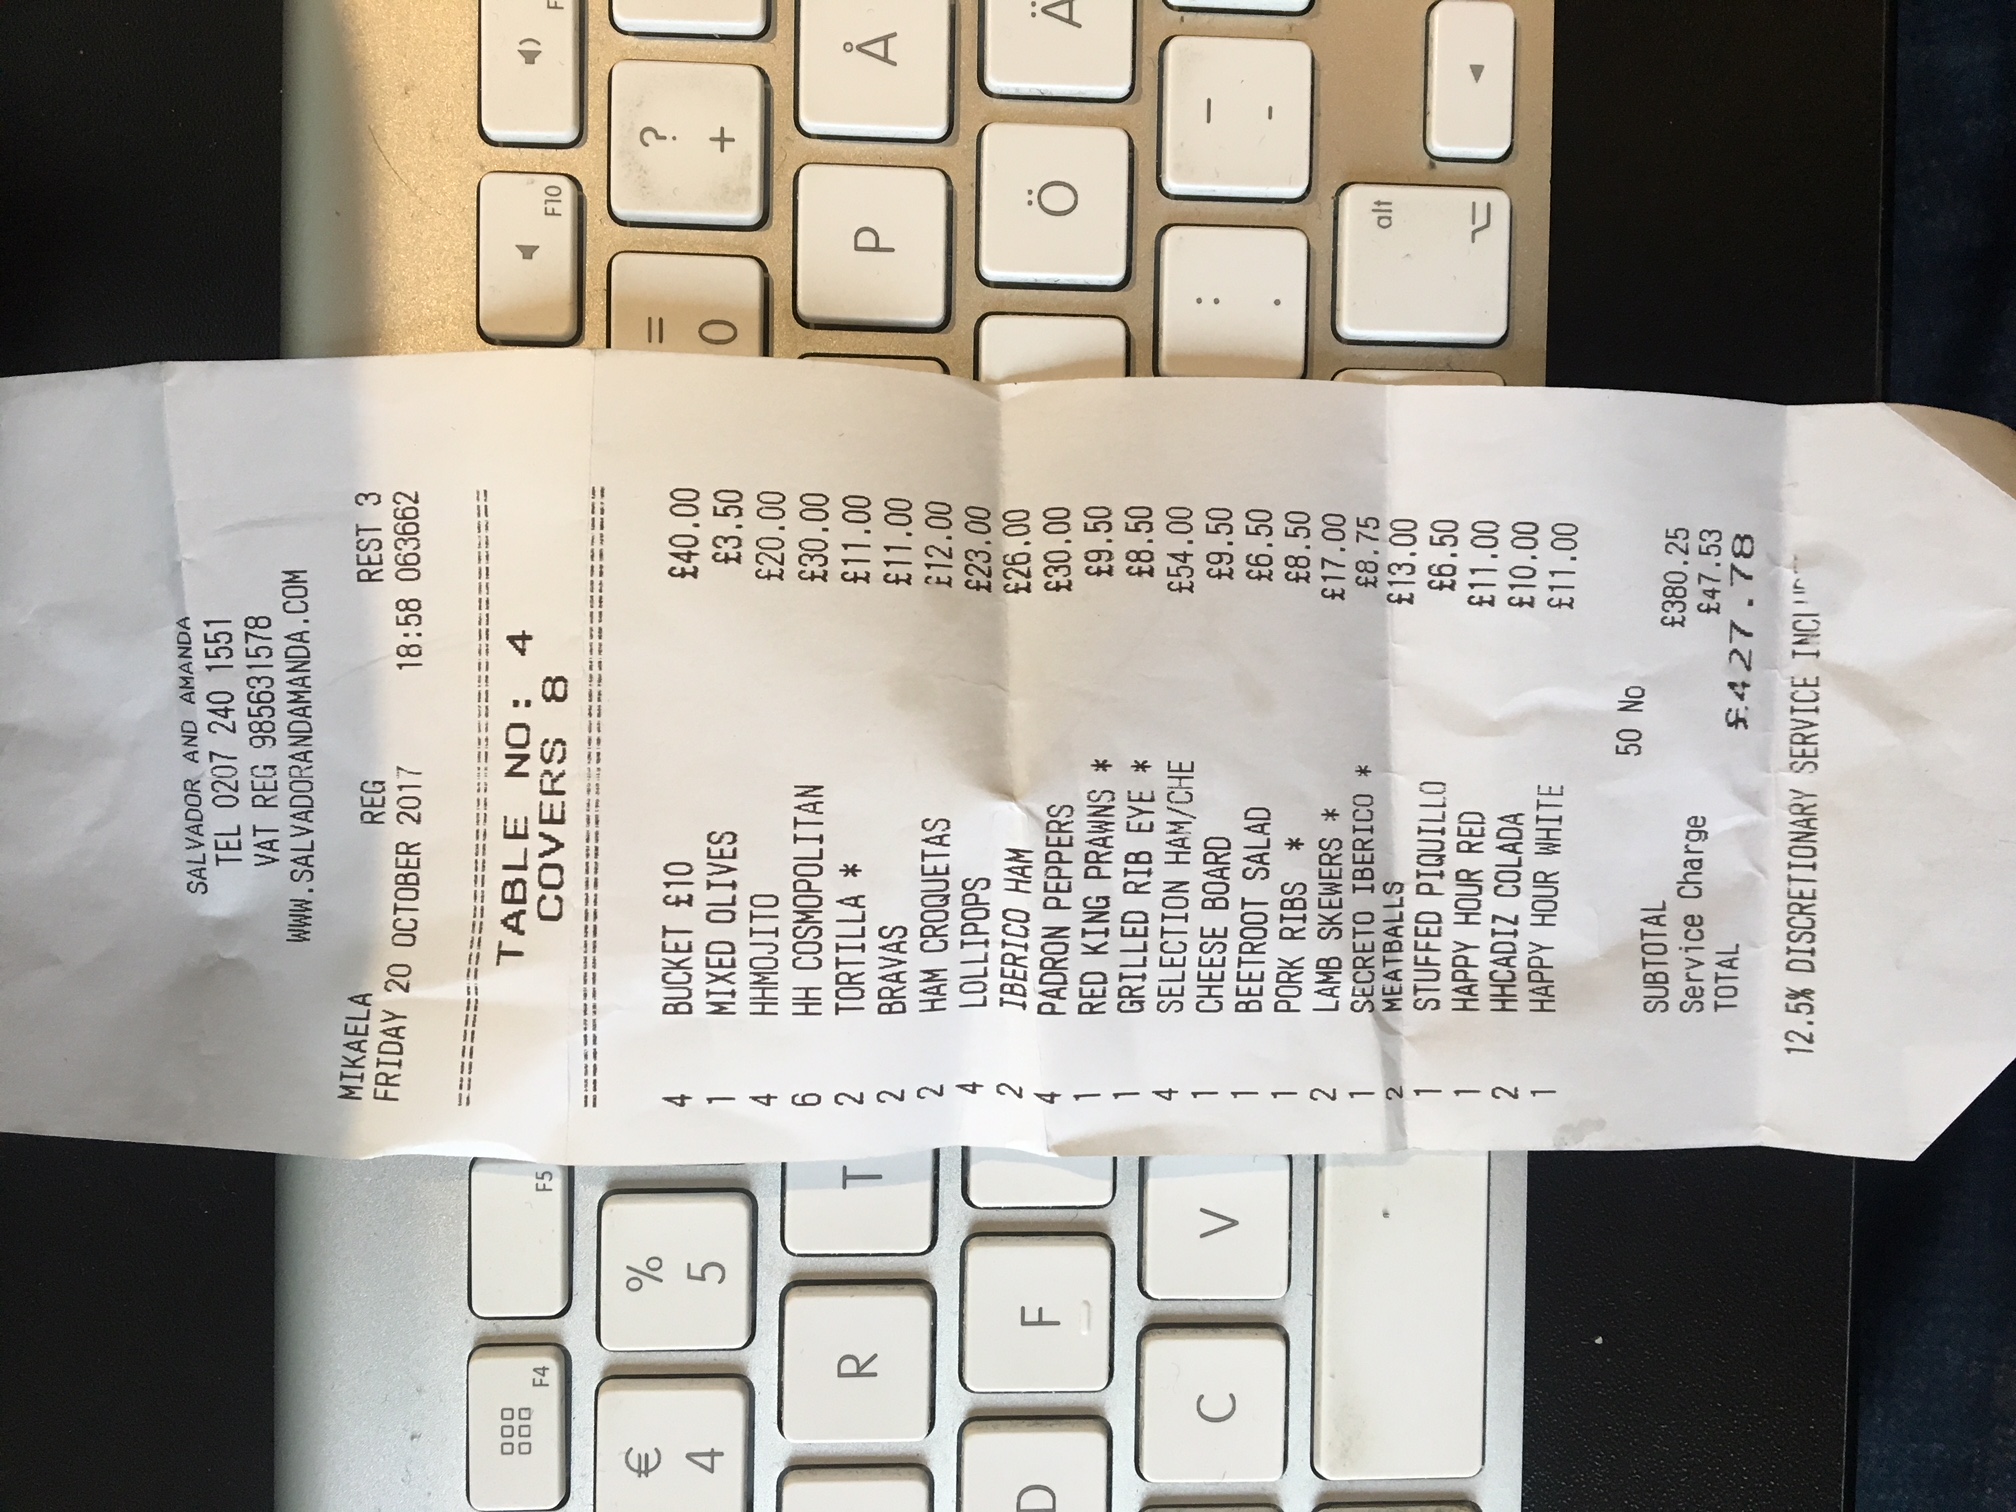 SALVADOR AND AMANDA
TEL 0207 240 1551
VAT REG 985631578
WWW.SALVADORANDAMANDA.COM
MIKAELA REG REST 3
FRIDAY 20 OCTOBER 2017 18:58 063662
TABLE NO: 4
COVERS 8
4 BUCKET £10 £40.00
1 MIXED OLIVES £3.50
4 HHMOJITO £20.00
6 HH COSMOPOLITAN £30.00
2 TORTILLA * £11.00
2 BRAVAS £11.00
2 HAM CROQUETAS £12.00
4 LOLLIPOPS £23.00
2 IBERICO HAM £26.00
4 PADRON PEPPERS £30.00
1 RED KING PRAWNS * £9.50
1 GRILLED RIB EYE * £8.50
4 SELECTION HAM/CHE £54.00
1 CHEESE BOARD £9.50
1 BEETROOT SALAD £6.50
1 PORK RIBS * £8.50
2 LAMB SKEWERS * £17.00
1 SECRETO IBERICO * £8.75
2 MEATBALLS £13.00
1 STUFFED PIQUILLO £6.50
1 HAPPY HOUR RED £11.00
2 HHCADIZ COLADA £10.00
1 HAPPY HOUR WHITE £11.00
50 No
SUBTOTAL £380.25
Service Charge £47.53
TOTAL £427.78
12.5% DISCRETIONARY SERVICE
F4
F5
F10
€
4
%
5
=
0
?
+
R
T
P
Å
D
F
Ö
Ä
C
V
:
.
_
-
alt